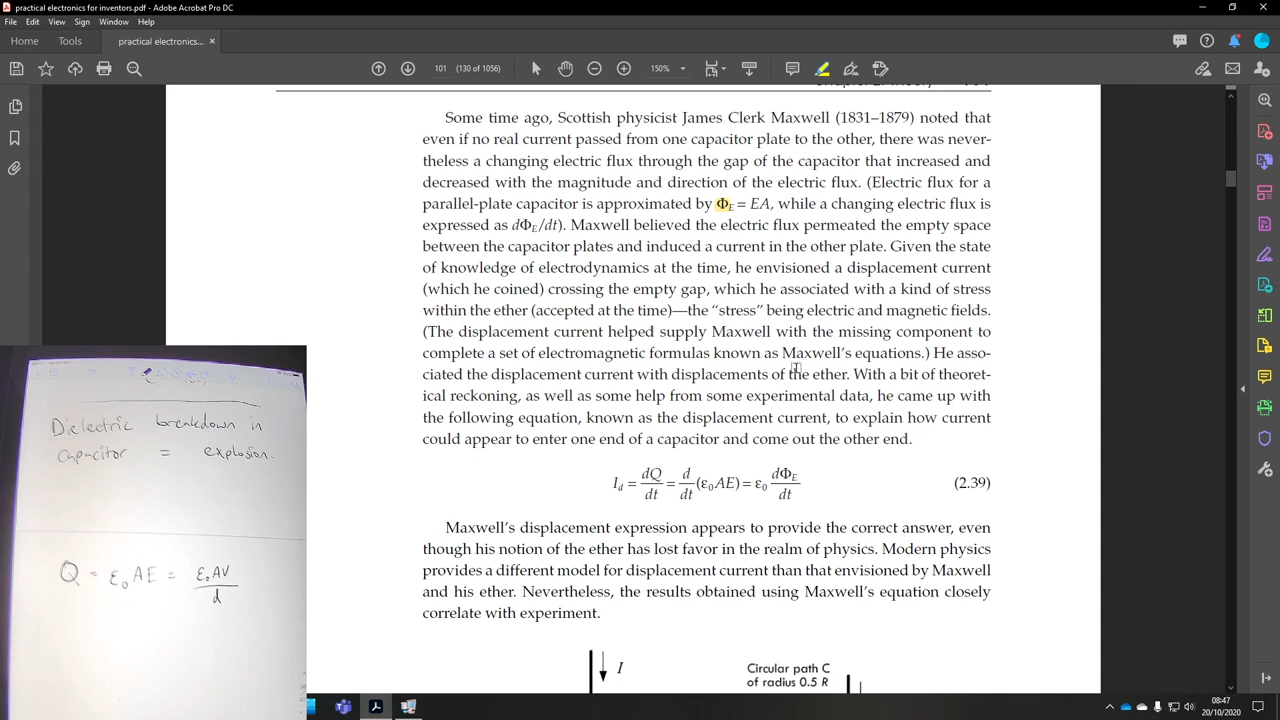 practical electronics for inventors.pdf - Adobe Acrobat Pro DC
File Edit View Sign Window Help
Home Tools practical electronics... ×
101 (130 of 1056) 150%
Some time ago, Scottish physicist James Clerk Maxwell (1831–1879) noted that
even if no real current passed from one capacitor plate to the other, there was never-
theless a changing electric flux through the gap of the capacitor that increased and
decreased with the magnitude and direction of the electric flux. (Electric flux for a
parallel-plate capacitor is approximated by Φ_E = EA, while a changing electric flux is
expressed as dΦ_E/dt). Maxwell believed the electric flux permeated the empty space
between the capacitor plates and induced a current in the other plate. Given the state
of knowledge of electrodynamics at the time, he envisioned a displacement current
(which he coined) crossing the empty gap, which he associated with a kind of stress
within the ether (accepted at the time)—the “stress” being electric and magnetic fields.
(The displacement current helped supply Maxwell with the missing component to
complete a set of electromagnetic formulas known as Maxwell’s equations.) He asso-
ciated the displacement current with displacements of the ether. With a bit of theoret-
ical reckoning, as well as some help from some experimental data, he came up with
the following equation, known as the displacement current, to explain how current
could appear to enter one end of a capacitor and come out the other end.
I_d = dQ/dt = d/dt (ε₀AE) = ε₀ dΦ_E/dt (2.39)
Maxwell’s displacement expression appears to provide the correct answer, even
though his notion of the ether has lost favor in the realm of physics. Modern physics
provides a different model for displacement current than that envisioned by Maxwell
and his ether. Nevertheless, the results obtained using Maxwell’s equation closely
correlate with experiment.
I
Circular path C
of radius 0.5 R
Dielectric breakdown in
capacitor = explosion.
Q = ε₀AE = ε₀AV/d
08:47
20/10/2020